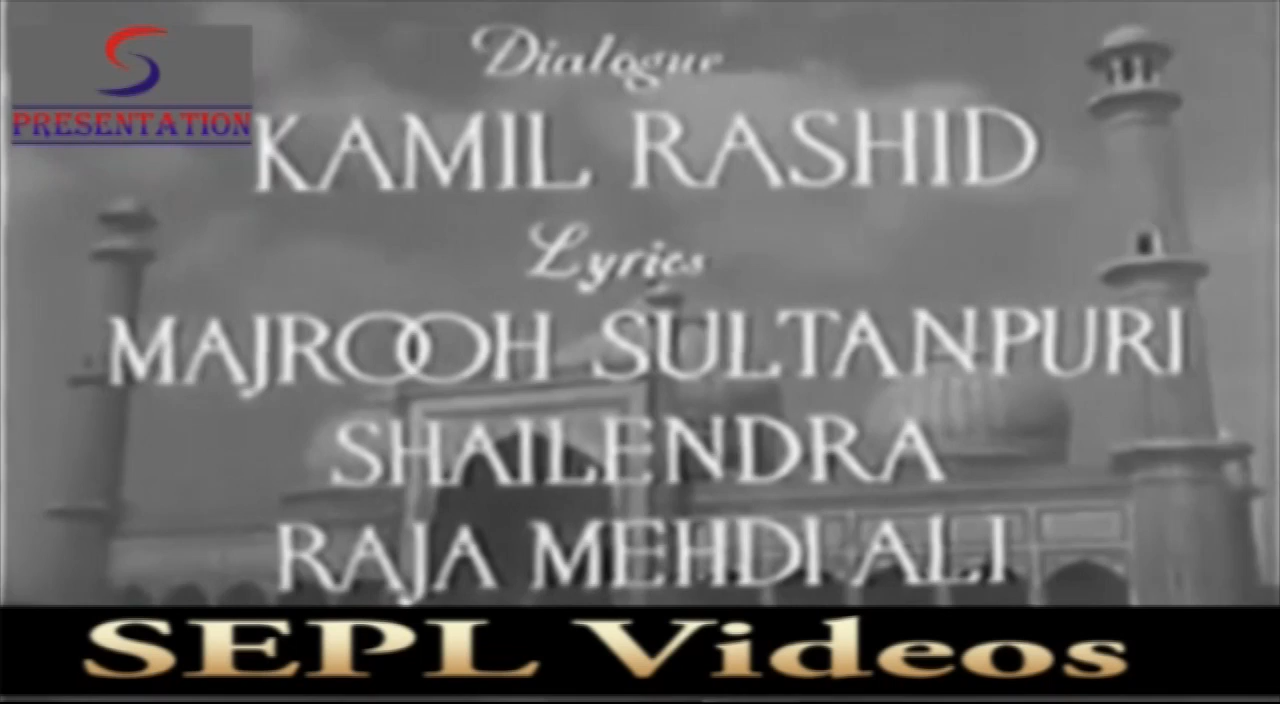 S
PRESENTATION
Dialogue
KAMIL RASHID
Lyrics
MAJROOH SULTANPURI
SHAILENDRA
RAJA MEHDI ALI
SEPL Videos